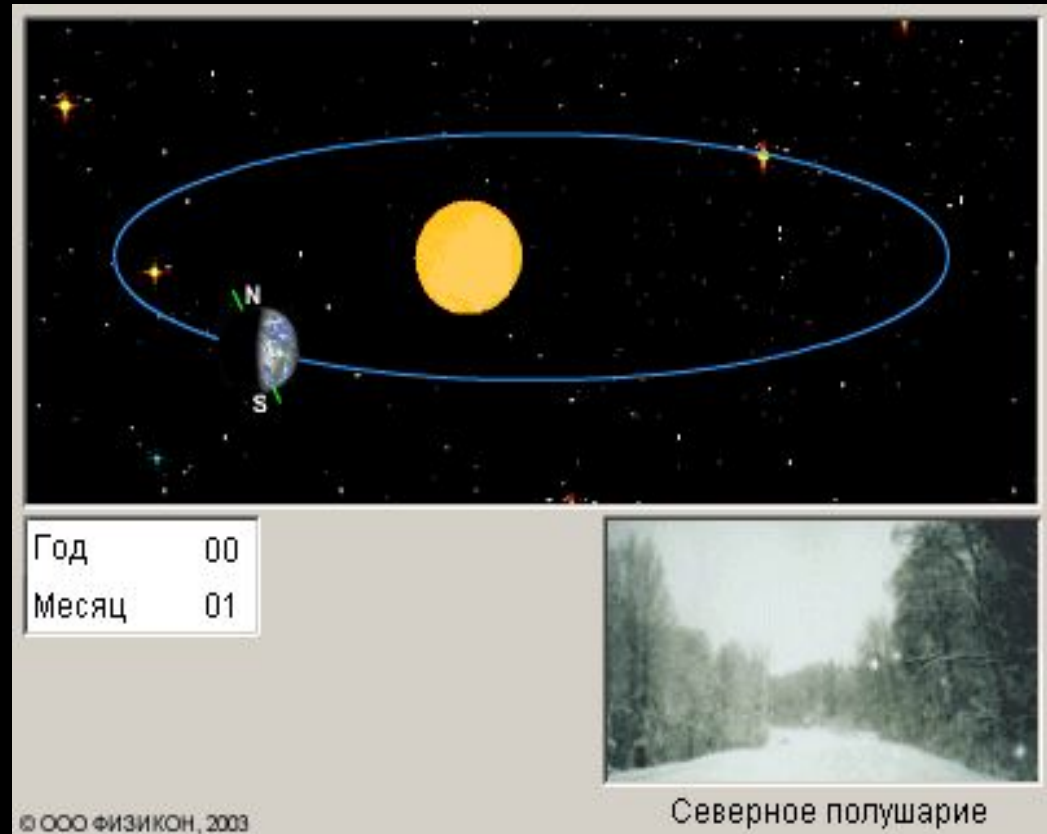 N
S
Год 00
Месяц 01
Северное полушарие
© ООО ФИЗИКОН, 2003